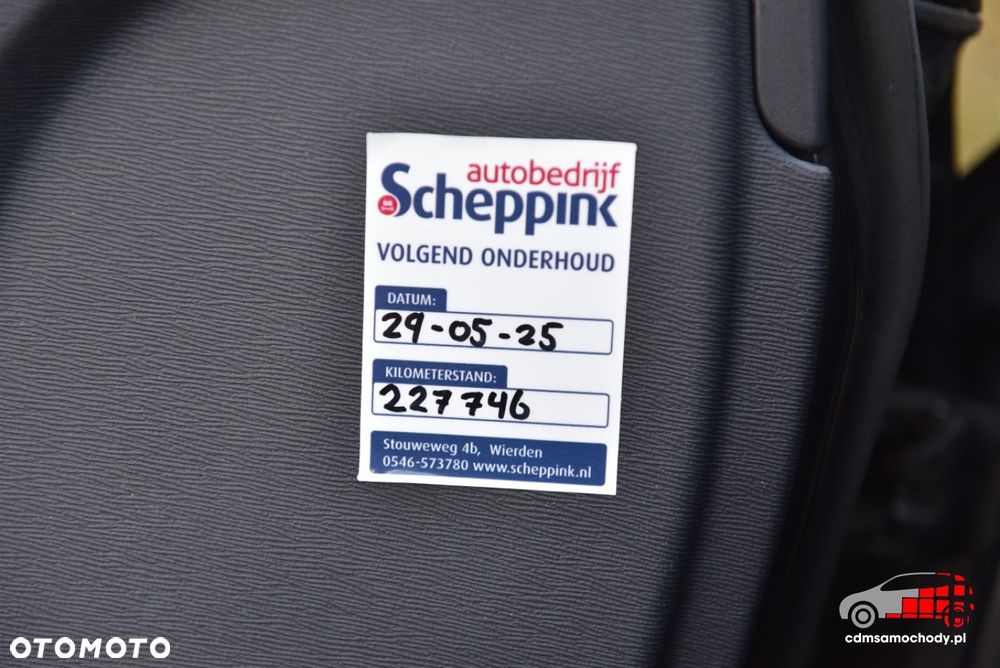 autobedrijf
Scheppink
VOLGEND ONDERHOUD
DATUM:
29-05-25
KILOMETERSTAND:
227746
Stouweweg 4b, Wierden
0546-573780 www.scheppink.nl
cdmsamochody.pl
OTOMOTO